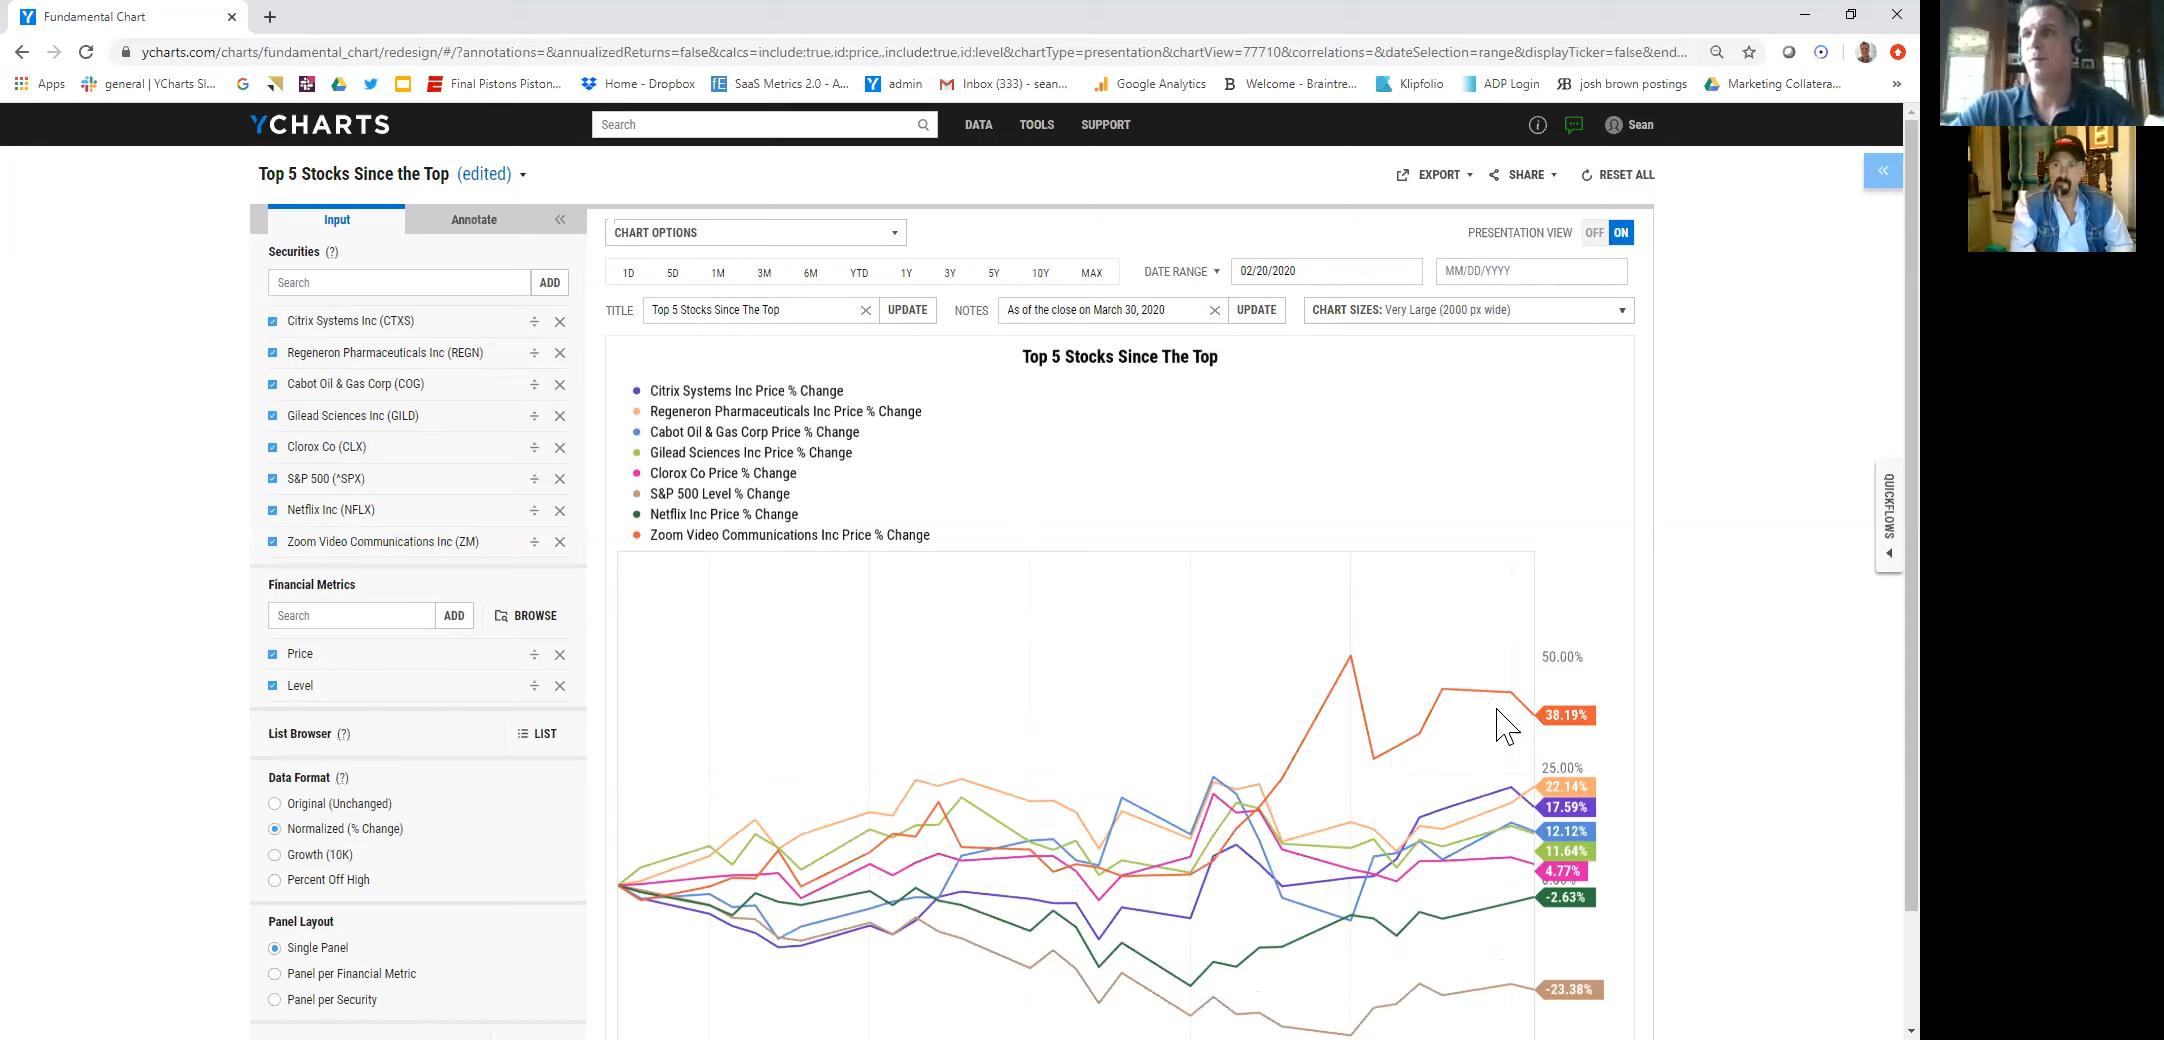 Fundamental Chart
ycharts.com/charts/fundamental_chart/redesign/#/?annotations=&annualizedReturns=false&calcs=include:true,id:price,,include:true,id:level&chartType=presentation&chartView=77710&correlations=&dateSelection=range&displayTicker=false&end...
Apps general | YCharts Sl... Final Pistons Piston... Home - Dropbox SaaS Metrics 2.0 - A... admin Inbox (333) - sean... Google Analytics Welcome - Braintre... Klipfolio ADP Login josh brown postings Marketing Collatera... »
YCHARTS Search DATA TOOLS SUPPORT Sean
Top 5 Stocks Since the Top (edited) EXPORT SHARE RESET ALL
Input Annotate
CHART OPTIONS PRESENTATION VIEW OFF ON
Securities (?)
Search ADD
1D 5D 1M 3M 6M YTD 1Y 3Y 5Y 10Y MAX DATE RANGE 02/20/2020 MM/DD/YYYY
TITLE Top 5 Stocks Since The Top UPDATE NOTES As of the close on March 30, 2020 UPDATE CHART SIZES: Very Large (2000 px wide)
Citrix Systems Inc (CTXS)
Regeneron Pharmaceuticals Inc (REGN)
Cabot Oil & Gas Corp (COG)
Gilead Sciences Inc (GILD)
Clorox Co (CLX)
S&P 500 (^SPX)
Netflix Inc (NFLX)
Zoom Video Communications Inc (ZM)
Financial Metrics
Search ADD BROWSE
Price
Level
List Browser (?) LIST
Data Format (?)
Original (Unchanged)
Normalized (% Change)
Growth (10K)
Percent Off High
Panel Layout
Single Panel
Panel per Financial Metric
Panel per Security
Top 5 Stocks Since The Top
Citrix Systems Inc Price % Change
Regeneron Pharmaceuticals Inc Price % Change
Cabot Oil & Gas Corp Price % Change
Gilead Sciences Inc Price % Change
Clorox Co Price % Change
S&P 500 Level % Change
Netflix Inc Price % Change
Zoom Video Communications Inc Price % Change
50.00%
38.19%
25.00%
22.14%
17.59%
12.12%
11.64%
4.77%
-2.63%
-23.38%
QUICKFLOWS